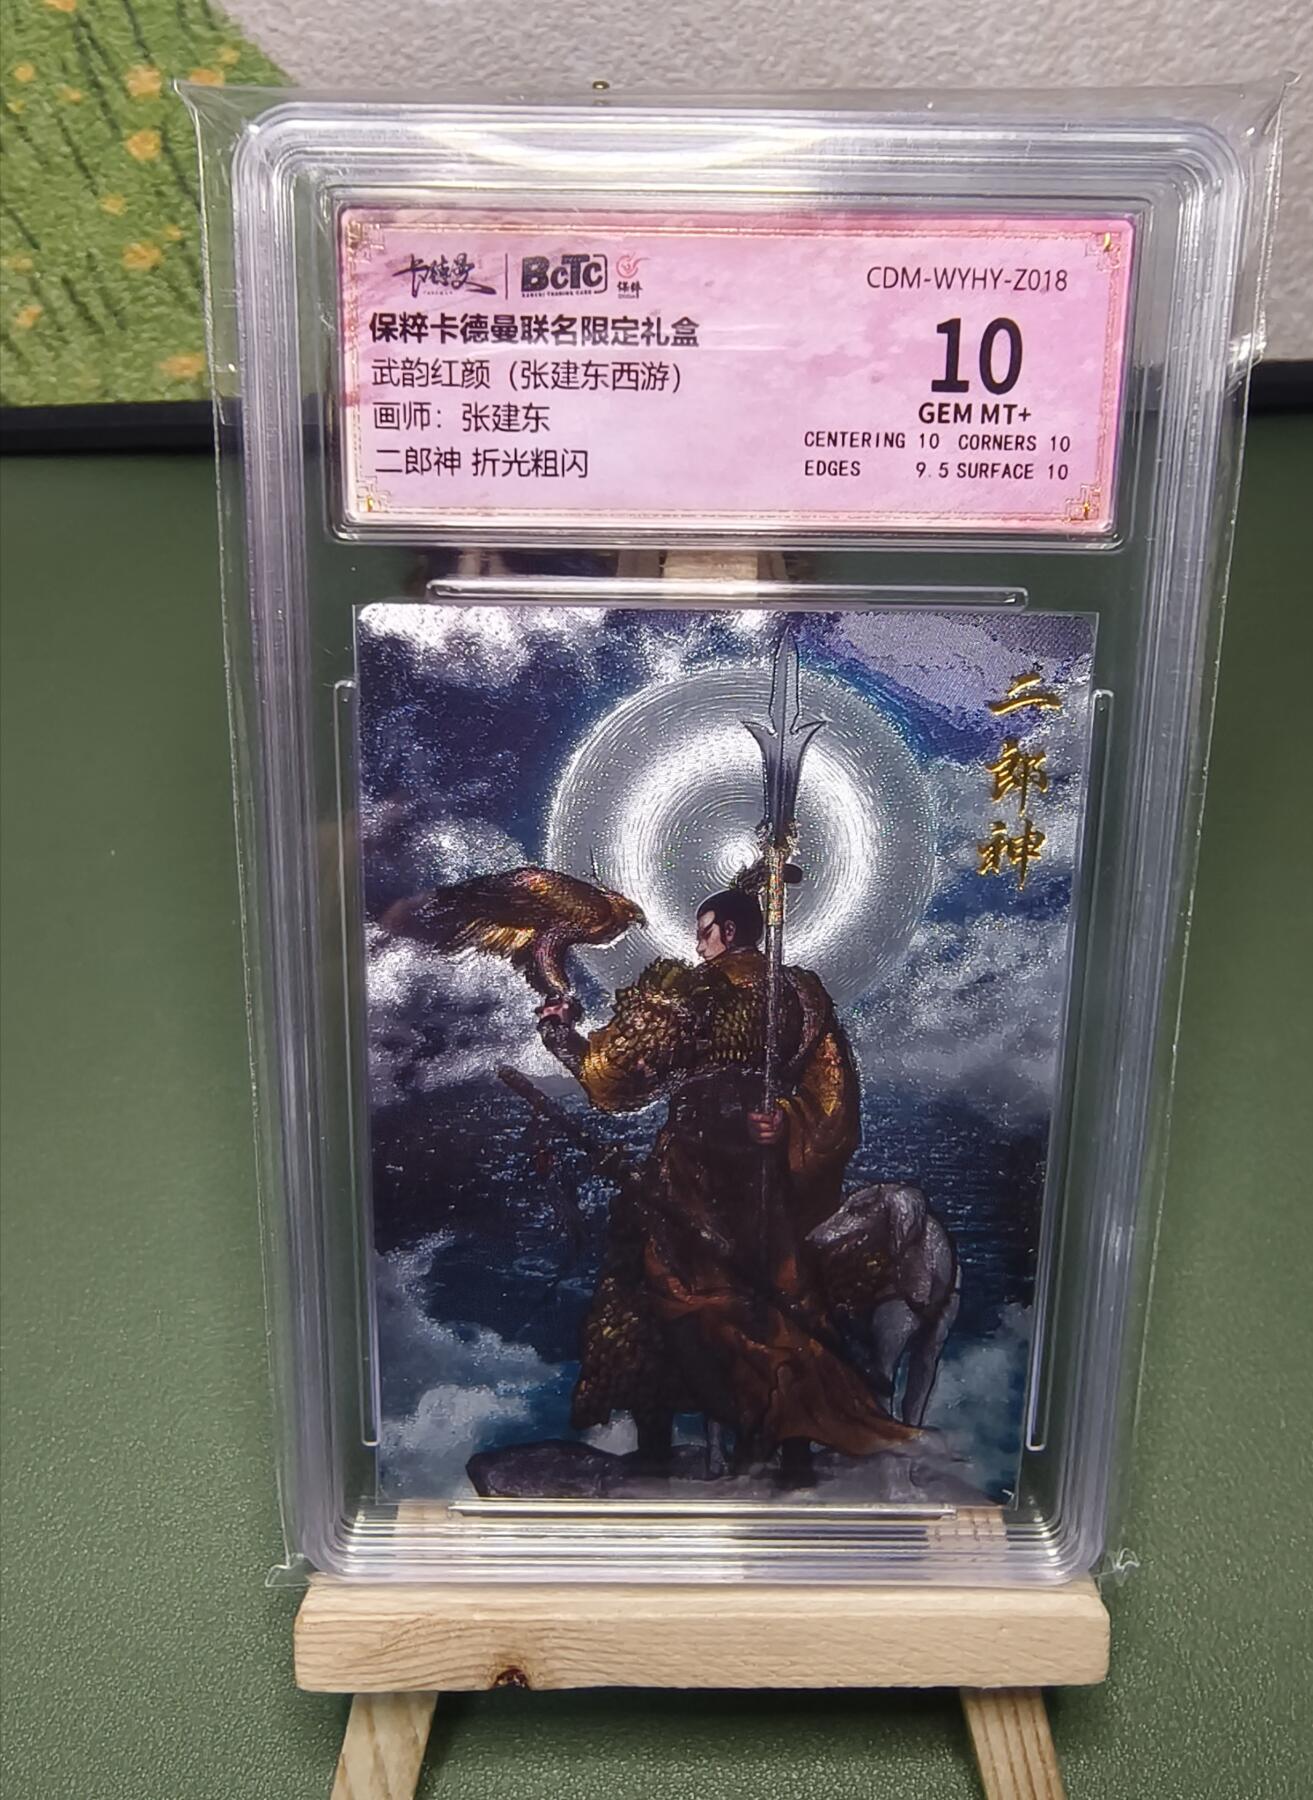 卡德曼 BCTC 保粹
CDM-WYHY-Z018
保粹卡德曼联名限定礼盒
武韵红颜（张建东西游）
画师：张建东
二郎神 折光粗闪
10
GEM MT+
CENTERING 10 CORNERS 10
EDGES 9.5 SURFACE 10
二郎神